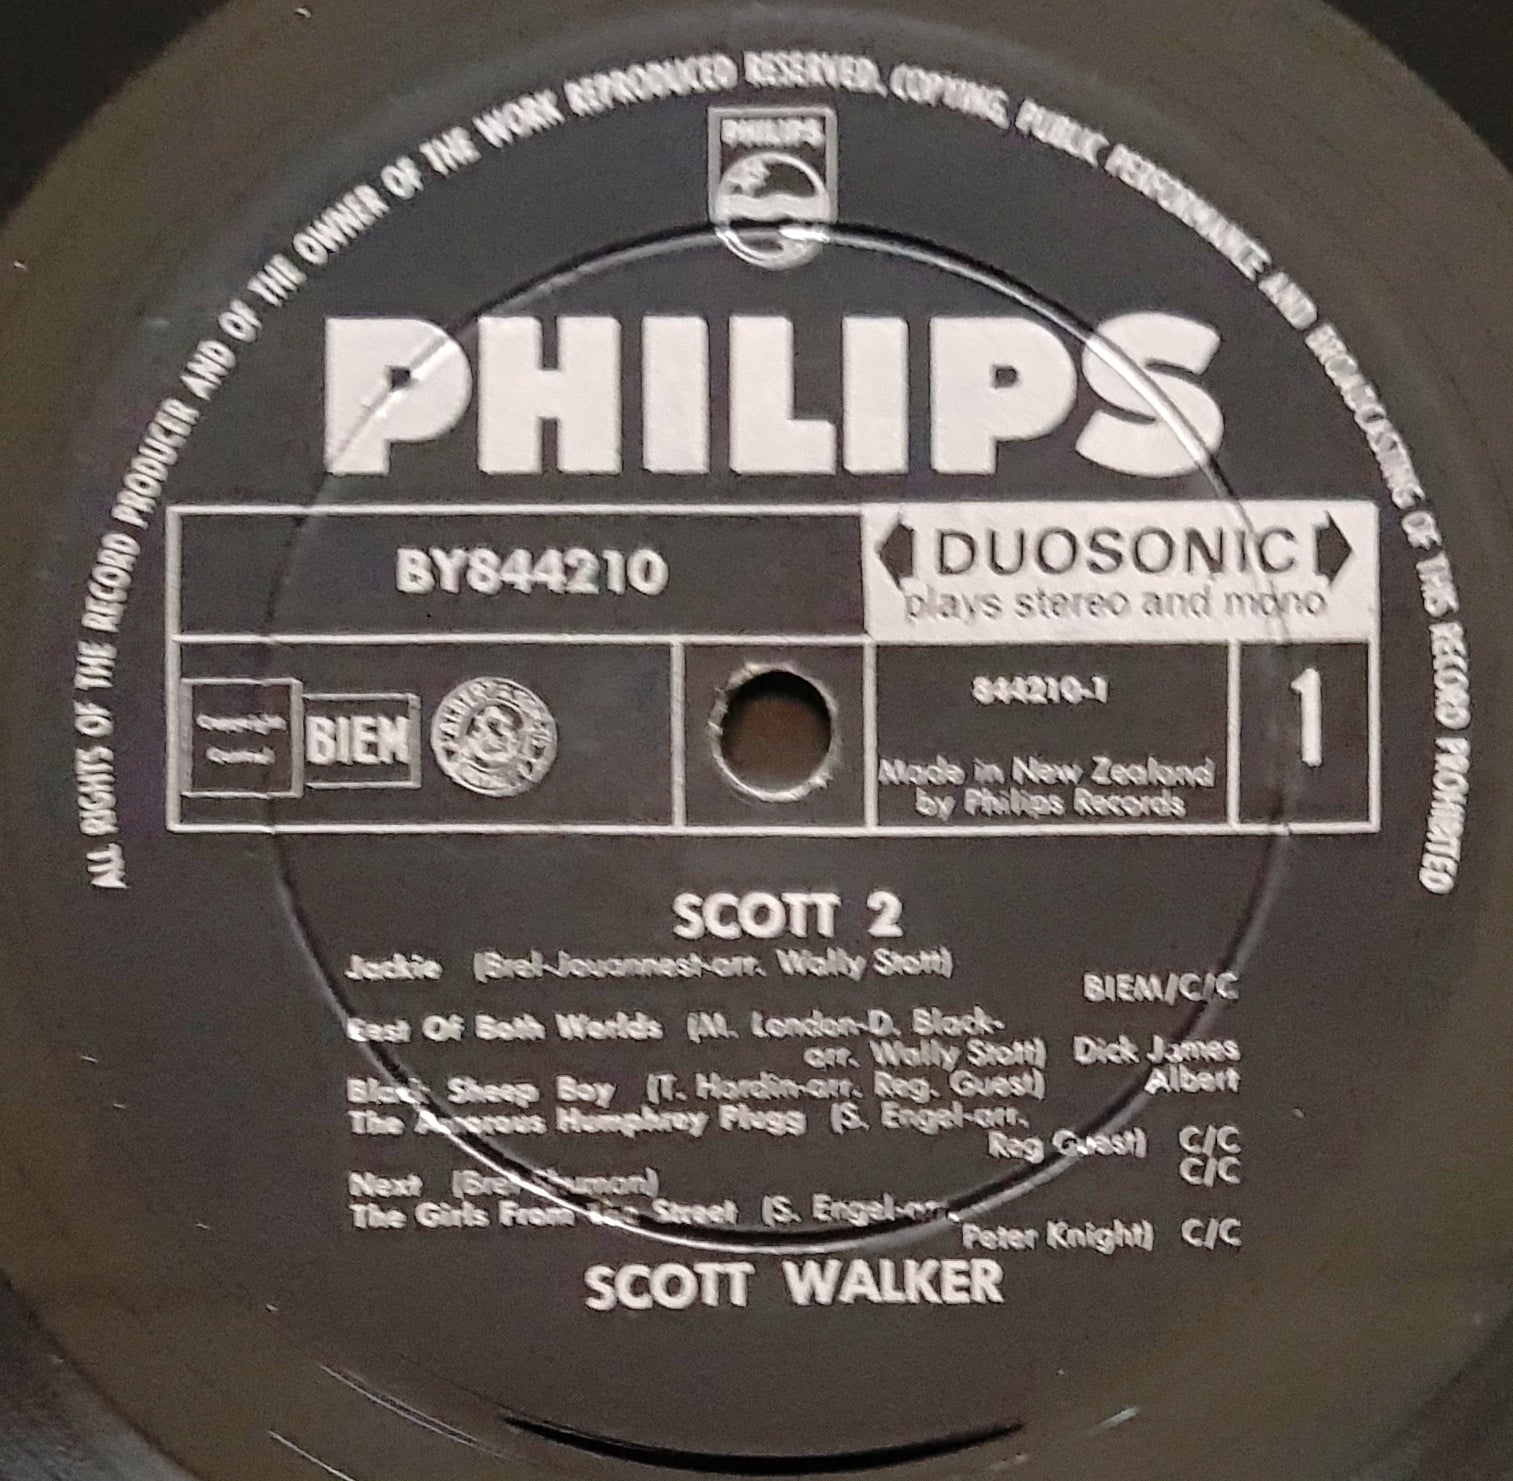 ALL RIGHTS OF THE RECORD PRODUCER AND OF THE OWNER OF THE WORK REPRODUCED RESERVED. COPYING, PUBLIC PERFORMANCE AND BROADCASTING OF THIS RECORD PROHIBITED
PHILIPS
PHILIPS
BY844210
DUOSONIC
plays stereo and mono
Copyright
Control
BIEM
844210-1
1
Made in New Zealand
by Philips Records
SCOTT 2
Jackie (Brel-Jouannest-arr. Wally Stott)
BIEM/C/C
Best Of Both Worlds (M. London-D. Black-
arr. Wally Stott) Dick James
Black Sheep Boy (T. Hardin-arr. Reg. Guest) Albert
The Amorous Humphrey Plugg (S. Engel-arr.
Reg Guest) C/C
Next (Brel-Shuman) C/C
The Girls From The Street (S. Engel-arr.
Peter Knight) C/C
SCOTT WALKER